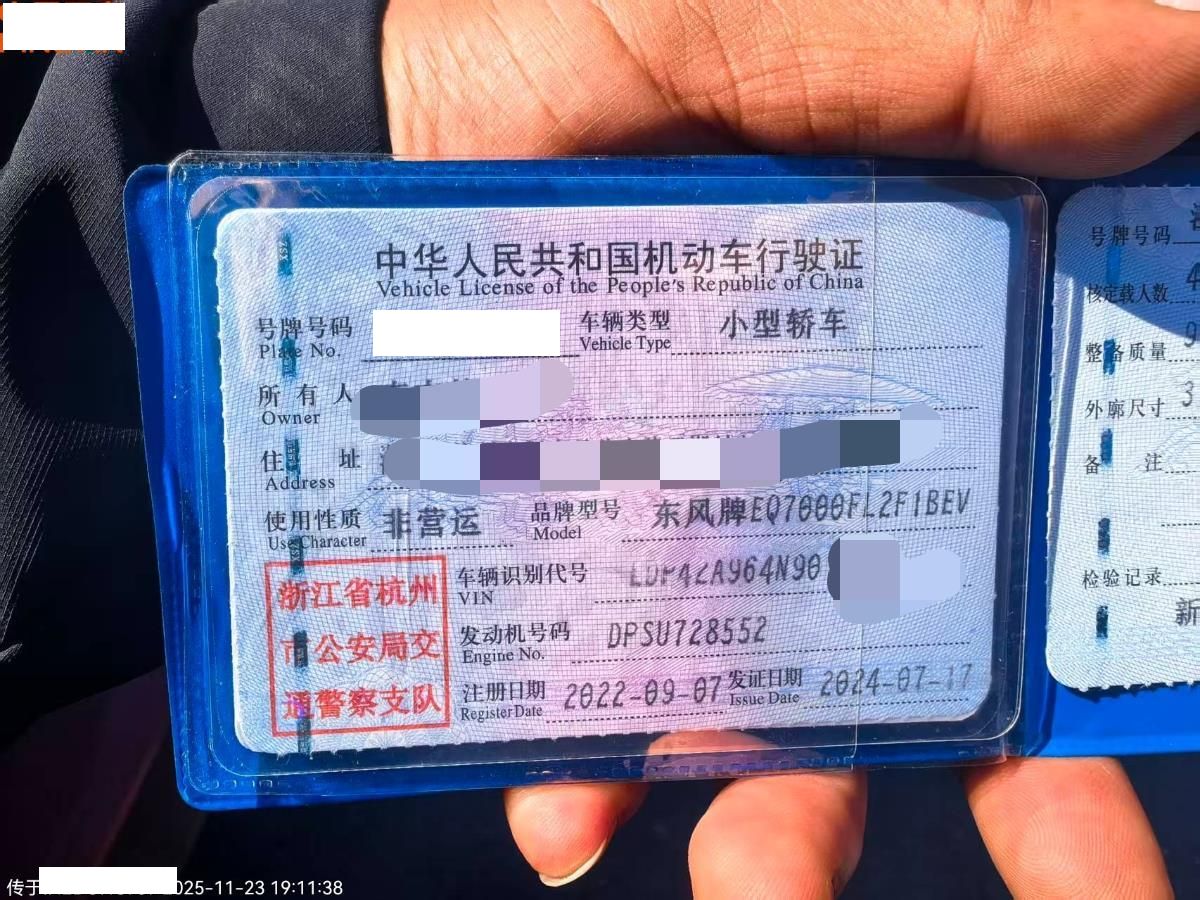 中华人民共和国机动车行驶证
Vehicle License of the People's Republic of China
号牌号码
Plate No.
车辆类型 小型轿车
Vehicle Type
所有人
Owner
住址
Address
使用性质 非营运
Use Character
品牌型号 东风牌EQ7000FL2F1BEV
Model
车辆识别代号 LDP42A964N90
VIN
发动机号码 DPSU728552
Engine No.
注册日期 2022-09-07
Register Date
发证日期 2024-07-17
Issue Date
浙江省杭州
市公安局交
通警察支队
号牌号码
核定载人数 4
整备质量
外廓尺寸 3
备注
检验记录
新
传于
2025-11-23 19:11:38